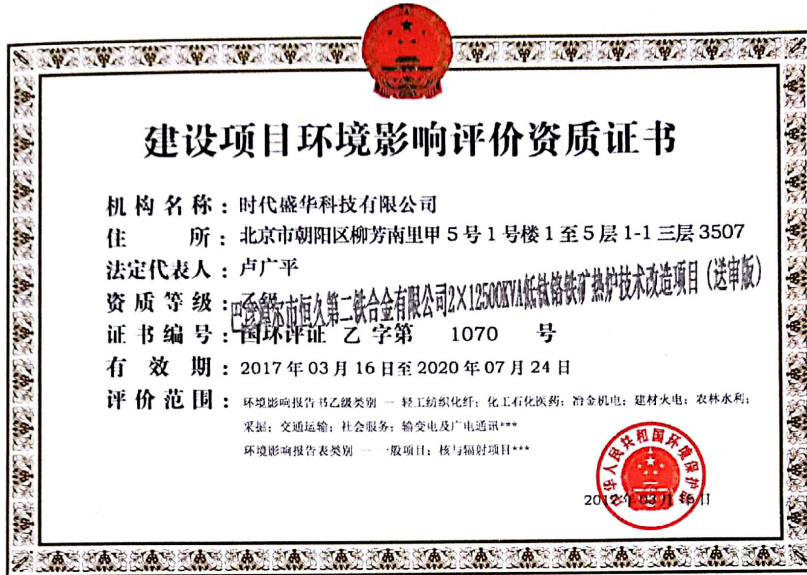 建设项目环境影响评价资质证书
机构名称：时代盛华科技有限公司
住 所：北京市朝阳区柳芳南里甲5号1号楼1至5层1-1三层3507
法定代表人：卢广平
资质等级：乙级
巴彦淖尔市恒久第二铁合金有限公司2×12500KVA低钛铬铁矿热炉技术改造项目（送审版）
证书编号：国环评证 乙 字第 1070 号
有 效 期：2017年03月16日至2020年07月24日
评价范围：环境影响报告书乙级类别 — 轻工纺织化纤；化工石化医药；冶金机电；建材火电；农林水利；
采掘；交通运输；社会服务；输变电及广电通讯***
环境影响报告表类别 — 一般项目；核与辐射项目***
中华人民共和国环境保护部